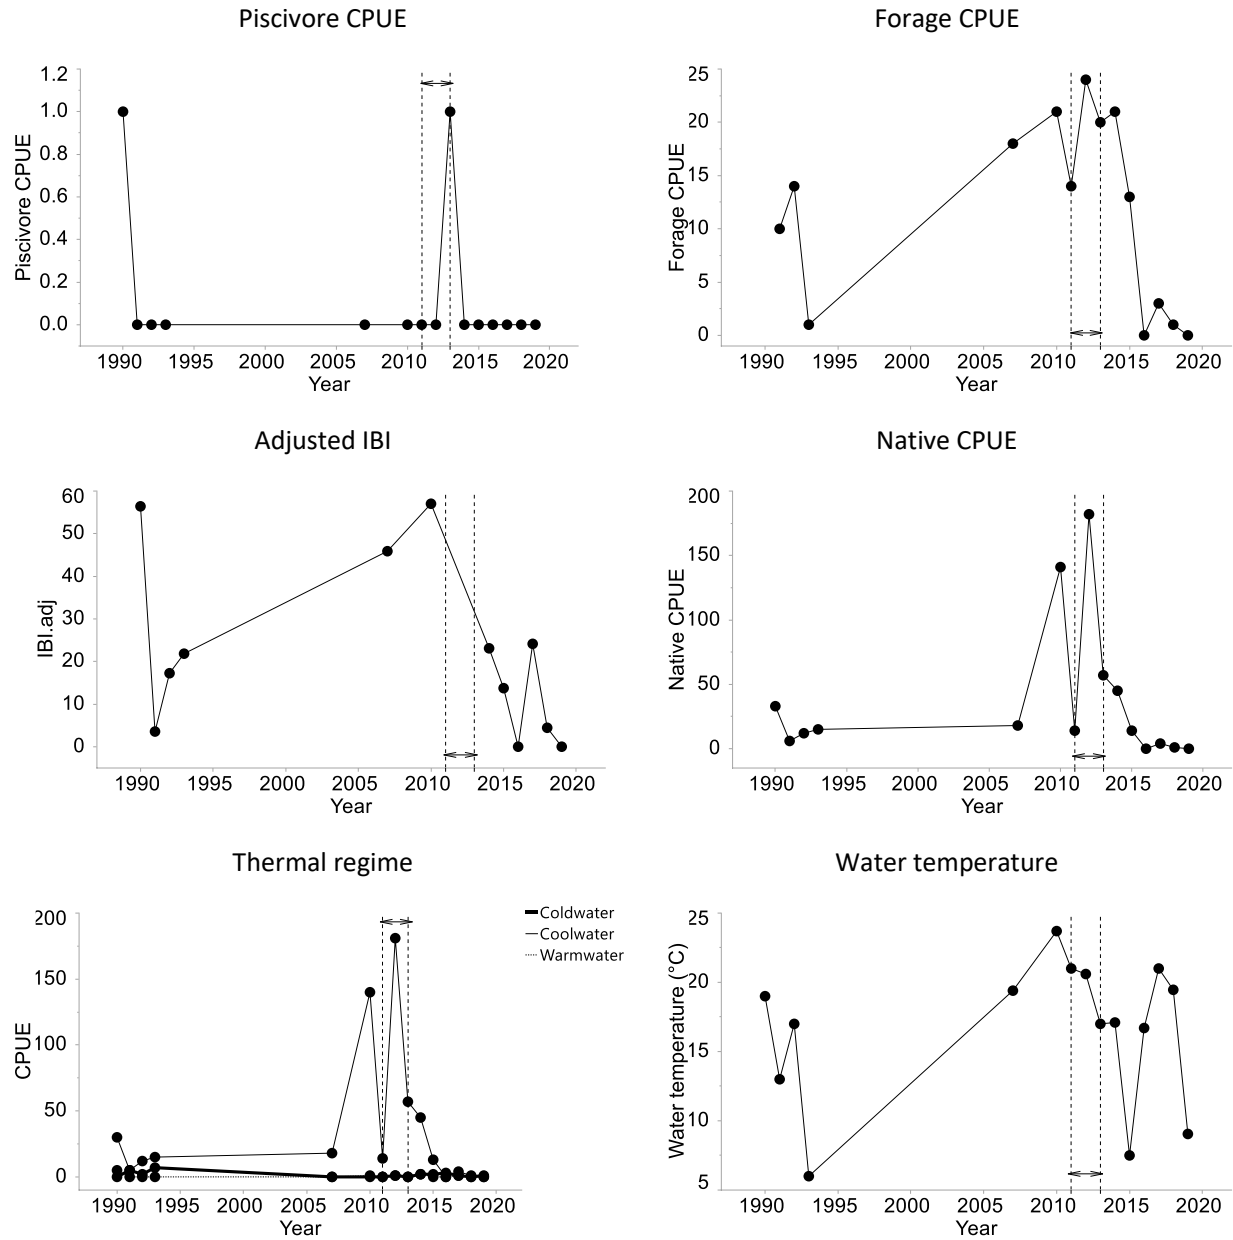 Piscivore CPUE
1.2
1.0
0.8
0.6
0.4
0.2
0.0
Piscivore CPUE
1990 1995 2000 2005 2010 2015 2020
Year
Forage CPUE
25
20
15
10
5
0
Forage CPUE
1990 1995 2000 2005 2010 2015 2020
Year
Adjusted IBI
60
50
40
30
20
10
0
IBI.adj
1990 1995 2000 2005 2010 2015 2020
Year
Native CPUE
200
150
100
50
0
Native CPUE
1990 1995 2000 2005 2010 2015 2020
Year
Thermal regime
200
150
100
50
0
CPUE
Coldwater
Coolwater
Warmwater
1990 1995 2000 2005 2010 2015 2020
Year
Water temperature
25
20
15
10
5
Water temperature (°C)
1990 1995 2000 2005 2010 2015 2020
Year